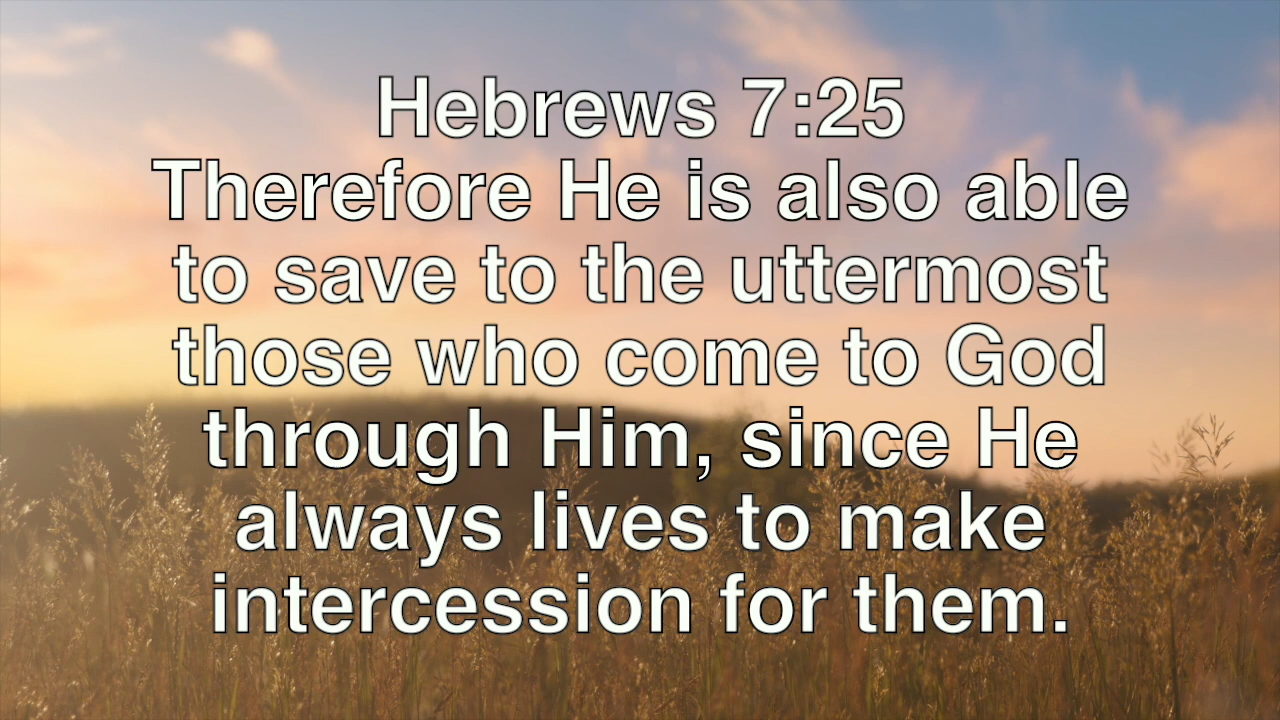 Hebrews 7:25
Therefore He is also able
to save to the uttermost
those who come to God
through Him, since He
always lives to make
intercession for them.